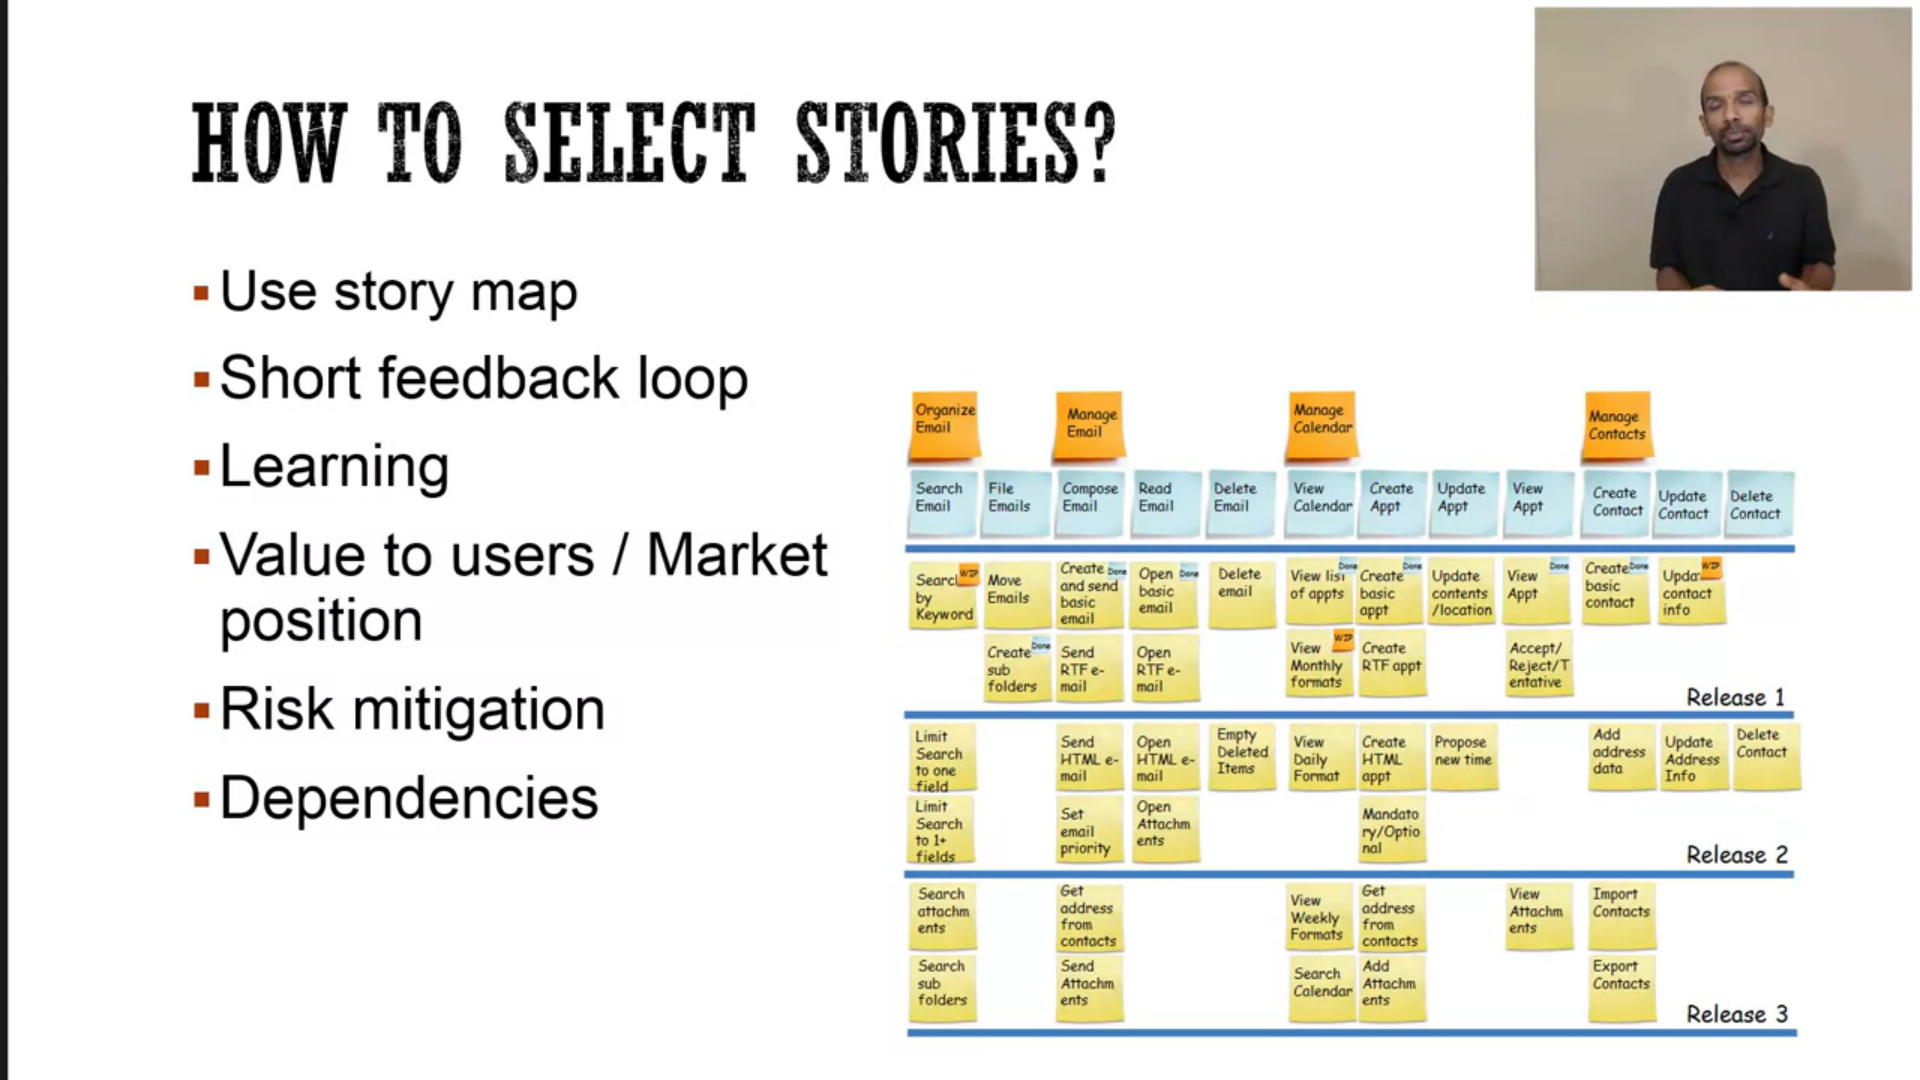 HOW TO SELECT STORIES?
Use story map
Short feedback loop
Learning
Value to users / Market
position
Risk mitigation
Dependencies
Organize
Email
Manage
Email
Manage
Calendar
Manage
Contacts
Search
Email
File
Emails
Compose
Email
Read
Email
Delete
Email
View
Calendar
Create
Appt
Update
Appt
View
Appt
Create
Contact
Update
Contact
Delete
Contact
WIP
Search
by
Keyword
Move
Emails
Done
Create
and send
basic
email
Done
Open
basic
email
Delete
email
Done
View list
of appts
Done
Create
basic
appt
Update
contents
/location
Done
View
Appt
Done
Create
basic
contact
WIP
Updat
contact
info
Done
Create
sub
folders
Send
RTF e-
mail
Open
RTF e-
mail
WIP
View
Monthly
formats
Create
RTF appt
Accept/
Reject/T
entative
Release 1
Limit
Search
to one
field
Send
HTML e-
mail
Open
HTML e-
mail
Empty
Deleted
Items
View
Daily
Format
Create
HTML
appt
Propose
new time
Add
address
data
Update
Address
Info
Delete
Contact
Limit
Search
to 1+
fields
Set
email
priority
Open
Attachm
ents
Mandato
ry/Optio
nal
Release 2
Search
attachm
ents
Get
address
from
contacts
View
Weekly
Formats
Get
address
from
contacts
View
Attachm
ents
Import
Contacts
Search
sub
folders
Send
Attachm
ents
Search
Calendar
Add
Attachm
ents
Export
Contacts
Release 3